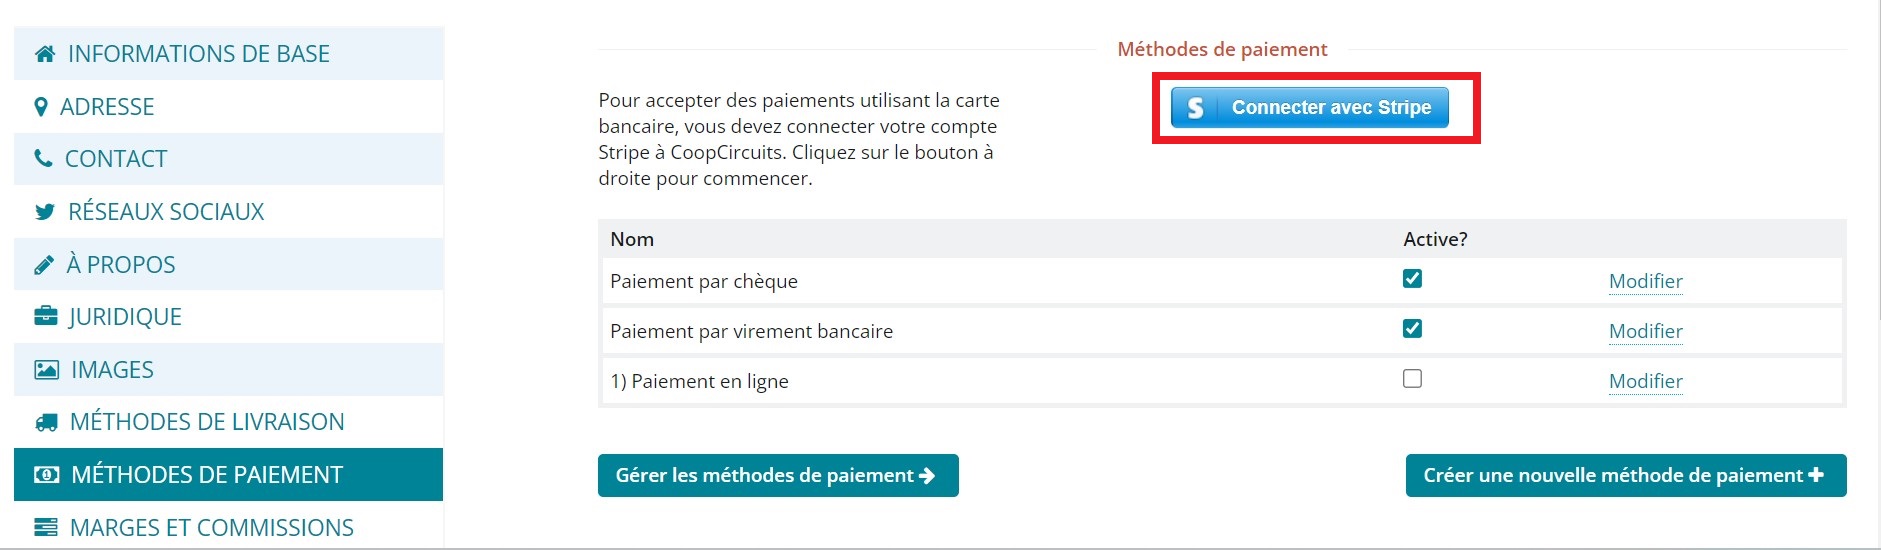 INFORMATIONS DE BASE
ADRESSE
CONTACT
RÉSEAUX SOCIAUX
À PROPOS
JURIDIQUE
IMAGES
MÉTHODES DE LIVRAISON
MÉTHODES DE PAIEMENT
MARGES ET COMMISSIONS
Méthodes de paiement
Pour accepter des paiements utilisant la carte
bancaire, vous devez connecter votre compte
Stripe à CoopCircuits. Cliquez sur le bouton à
droite pour commencer.
S Connecter avec Stripe
Nom Active?
Paiement par chèque Modifier
Paiement par virement bancaire Modifier
1) Paiement en ligne Modifier
Gérer les méthodes de paiement
Créer une nouvelle méthode de paiement